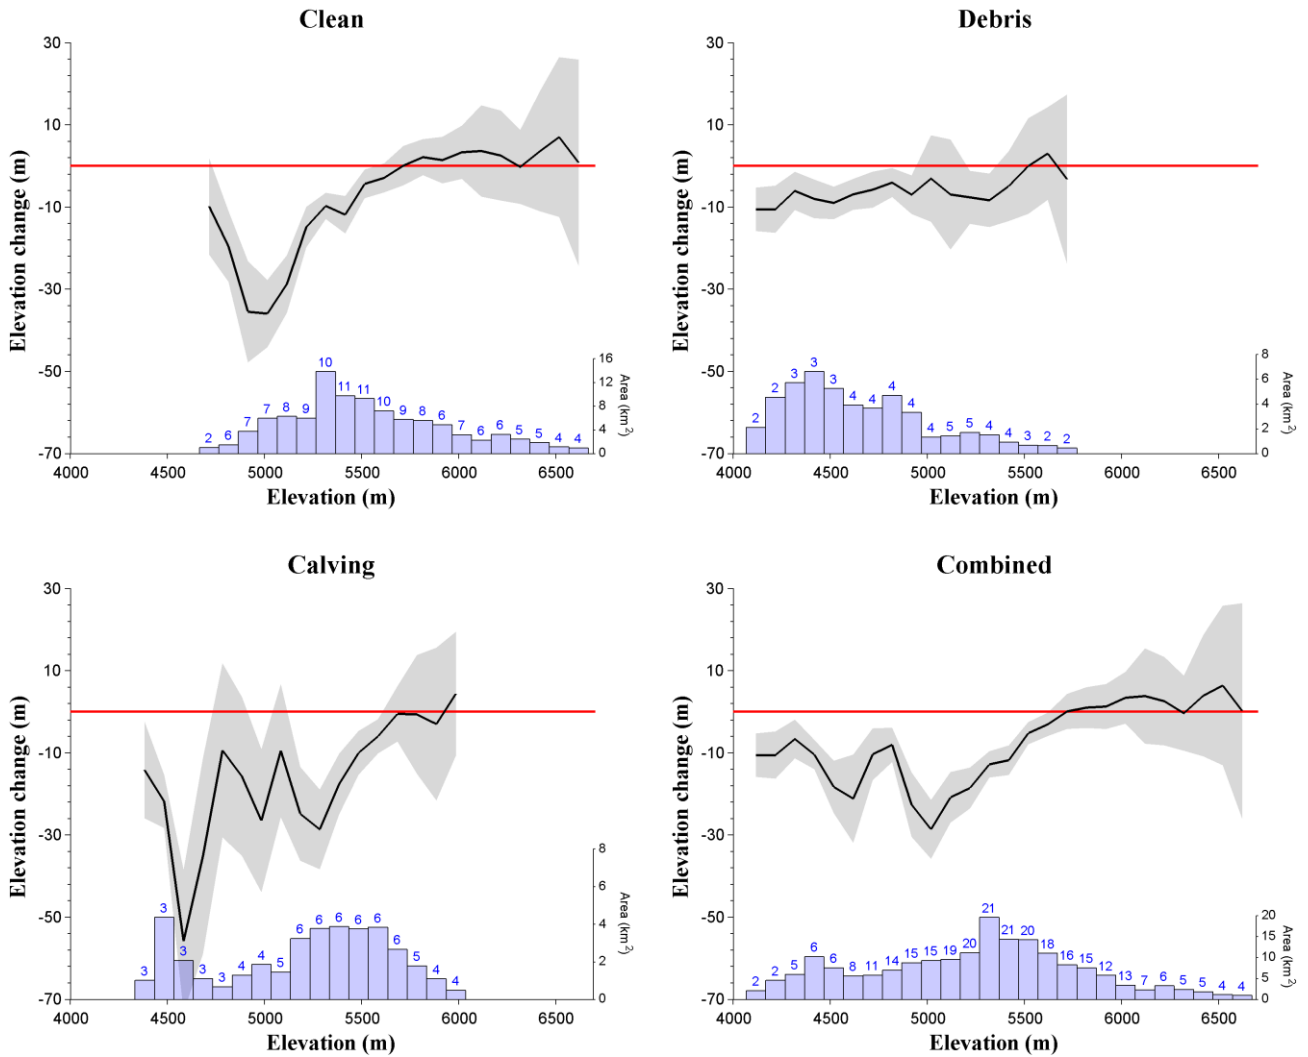 Clean
30
10
-10
-30
-50
-70
Elevation change (m)
2 6 7 7 8 9 10 11 11 10 9 8 6 7 6 6 5 5 4 4
16
12
8
4
0
Area (km²)
4000 4500 5000 5500 6000 6500
Elevation (m)
Debris
30
10
-10
-30
-50
-70
Elevation change (m)
2 2 3 3 3 4 4 4 4 4 5 5 4 4 3 2 2
8
6
4
2
0
Area (km²)
4000 4500 5000 5500 6000 6500
Elevation (m)
Calving
30
10
-10
-30
-50
-70
Elevation change (m)
3 3 3 3 3 4 4 5 6 6 6 6 6 6 5 4 4
8
6
4
2
0
Area (km²)
4000 4500 5000 5500 6000 6500
Elevation (m)
Combined
30
10
-10
-30
-50
-70
Elevation change (m)
2 2 5 6 6 8 11 14 15 15 19 20 21 21 20 18 16 15 12 13 7 6 5 5 4 4
20
15
10
5
0
Area (km²)
4000 4500 5000 5500 6000 6500
Elevation (m)